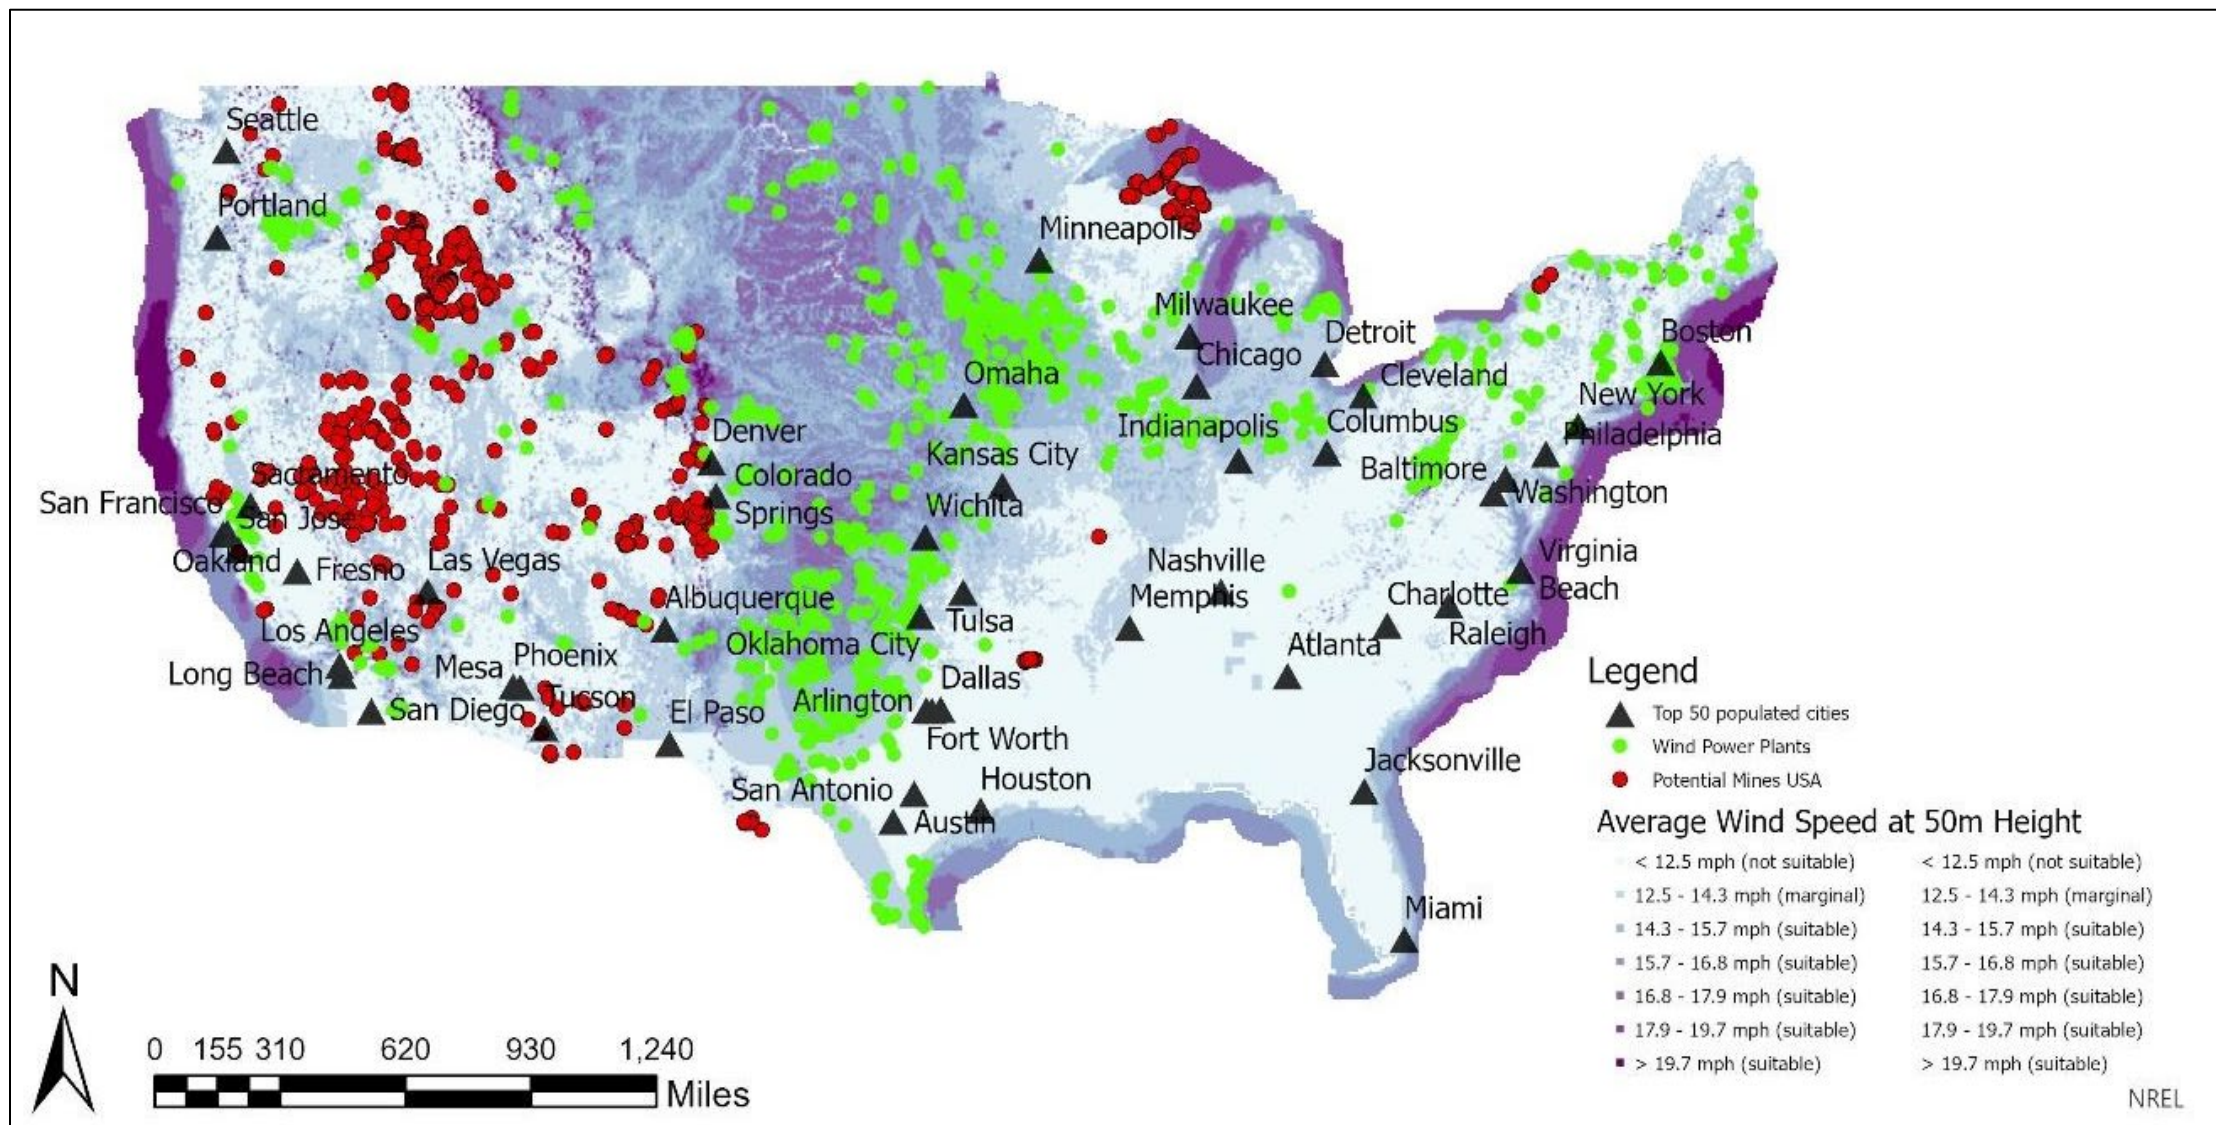 Seattle
Portland
Minneapolis
Milwaukee
Detroit
Boston
Chicago
Omaha
Cleveland
New York
Indianapolis
Columbus
Denver
Philadelphia
Kansas City
Baltimore
Sacramento
Colorado
Springs
San Francisco
Wichita
Washington
San Jose
Oakland
Fresno
Las Vegas
Nashville
Virginia
Beach
Albuquerque
Memphis
Charlotte
Los Angeles
Oklahoma City
Tulsa
Raleigh
Atlanta
Long Beach
Mesa
Phoenix
Dallas
Tucson
Arlington
San Diego
El Paso
Fort Worth
Jacksonville
San Antonio
Houston
Austin
Miami
Legend
Top 50 populated cities
Wind Power Plants
Potential Mines USA
Average Wind Speed at 50m Height
< 12.5 mph (not suitable) < 12.5 mph (not suitable)
12.5 - 14.3 mph (marginal) 12.5 - 14.3 mph (marginal)
14.3 - 15.7 mph (suitable) 14.3 - 15.7 mph (suitable)
15.7 - 16.8 mph (suitable) 15.7 - 16.8 mph (suitable)
16.8 - 17.9 mph (suitable) 16.8 - 17.9 mph (suitable)
17.9 - 19.7 mph (suitable) 17.9 - 19.7 mph (suitable)
> 19.7 mph (suitable) > 19.7 mph (suitable)
N
0 155 310 620 930 1,240
Miles
NREL